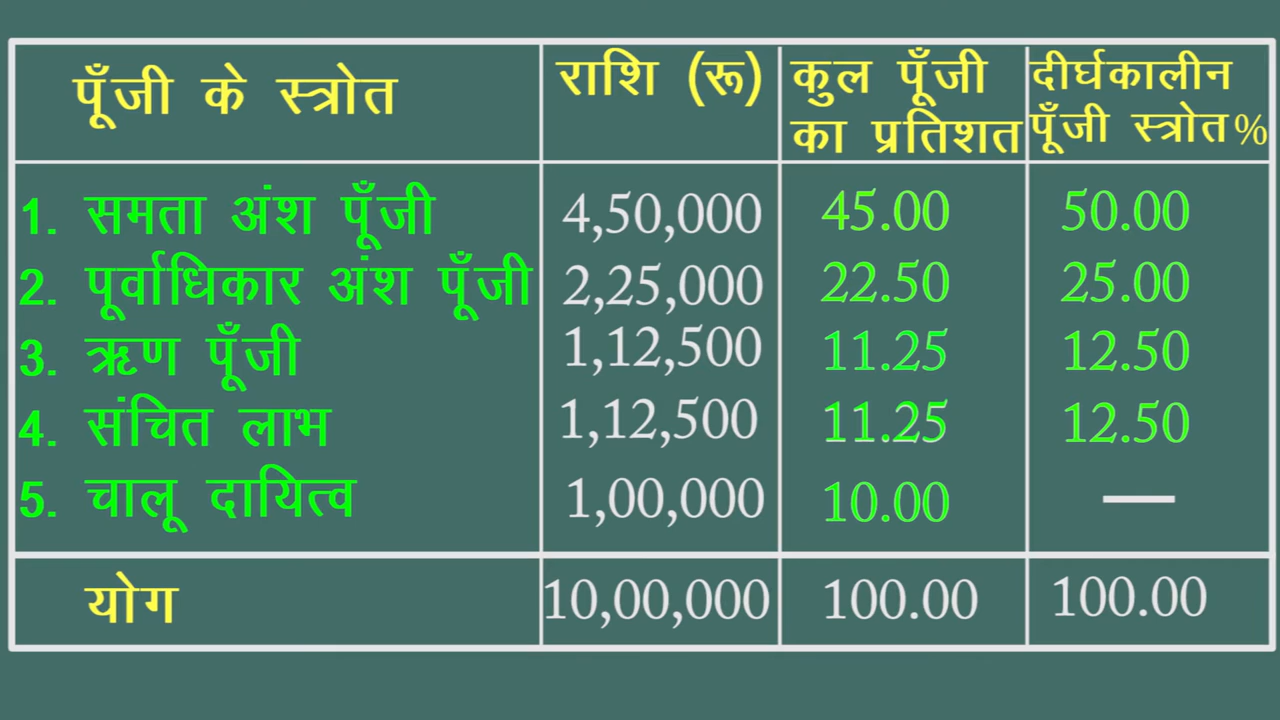 पूँजी के स्त्रोत राशि (रू) कुल पूँजी का प्रतिशत दीर्घकालीन पूँजी स्त्रोत%
1. समता अंश पूँजी 4,50,000 45.00 50.00
2. पूर्वाधिकार अंश पूँजी 2,25,000 22.50 25.00
3. ऋण पूँजी 1,12,500 11.25 12.50
4. संचित लाभ 1,12,500 11.25 12.50
5. चालू दायित्व 1,00,000 10.00 —
योग 10,00,000 100.00 100.00